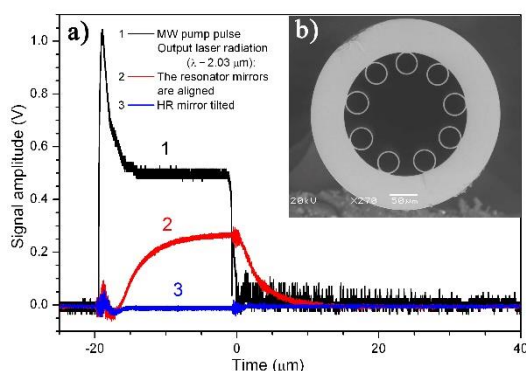 a)
1 MW pump pulse
Output laser radiation
(λ ~ 2.03 μm):
2 The resonator mirrors
are aligned
3 HR mirror tilted
b)
20kV X270 50μm
1
2
3
Signal amplitude (V)
1.0
0.8
0.6
0.4
0.2
0.0
-20 0 20 40
Time (μm)